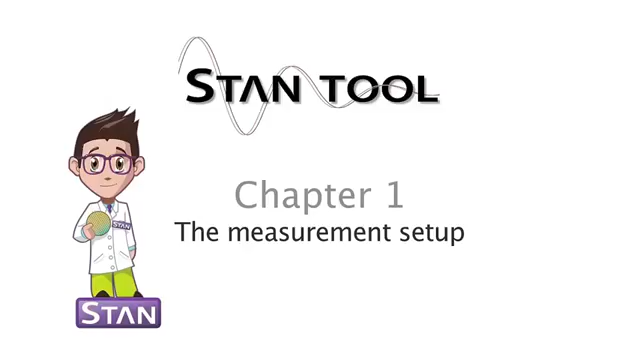 STAN TOOL
Chapter 1
The measurement setup
STAN
STAN